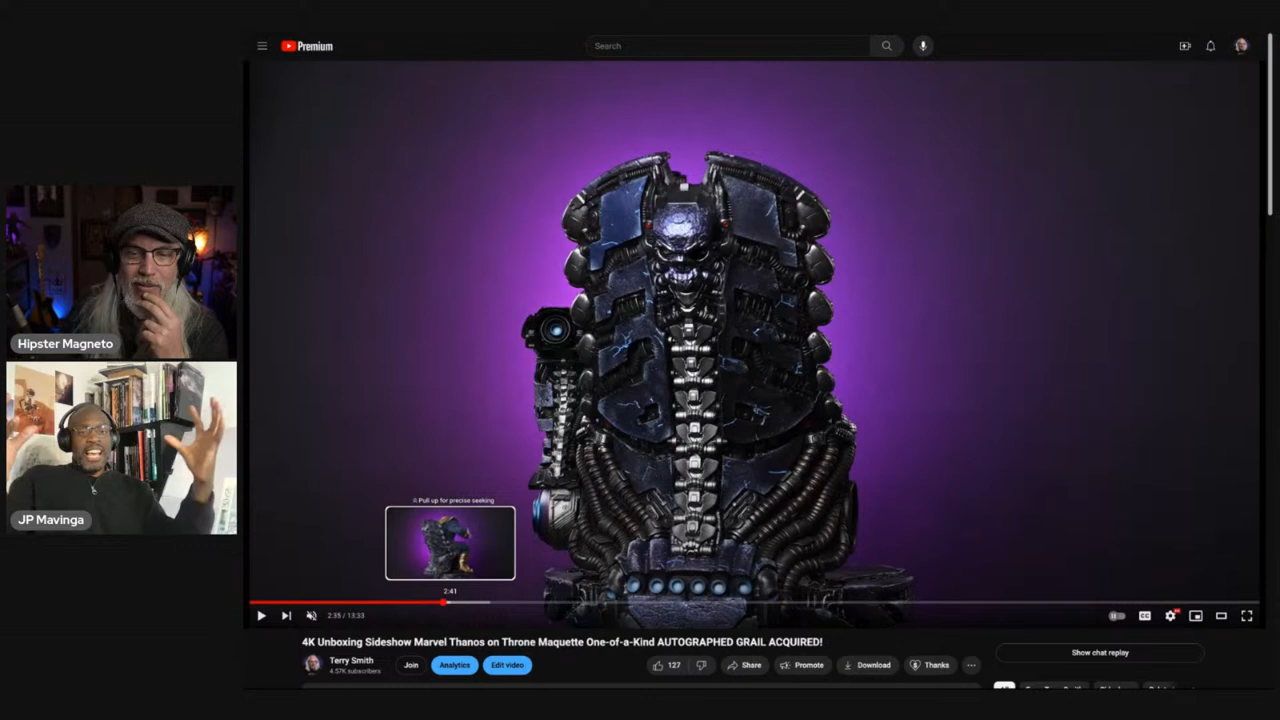 Premium
Search
Hipster Magneto
JP Mavinga
Pull up for precise seeking
2:41
2:35 / 13:33
4K Unboxing Sideshow Marvel Thanos on Throne Maquette One-of-a-Kind AUTOGRAPHED GRAIL ACQUIRED!
Terry Smith
4.57K subscribers
Join
Analytics
Edit video
127
Share
Promote
Download
Thanks
Show chat replay